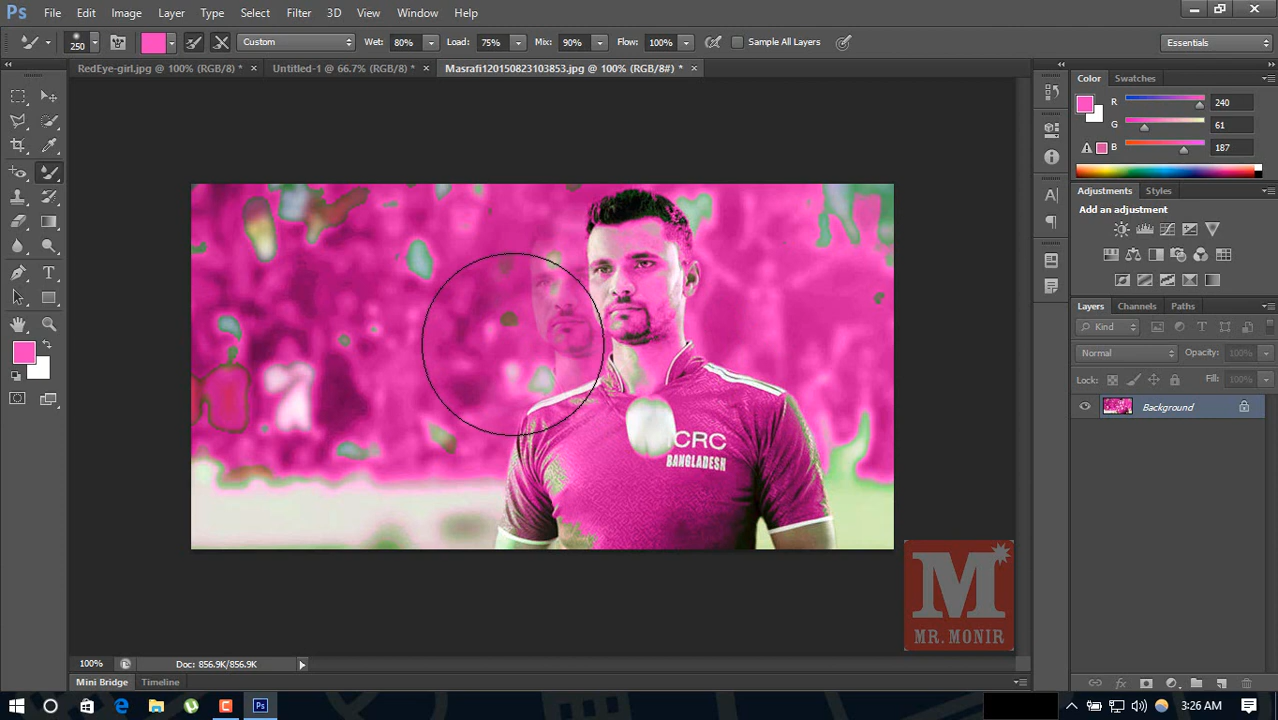 Ps File Edit Image Layer Type Select Filter 3D View Window Help
250 Custom Wet: 80% Load: 75% Mix: 90% Flow: 100% Sample All Layers Essentials
RedEye-girl.jpg @ 100% (RGB/8) * × Untitled-1 @ 66.7% (RGB/8) * × Masrafi120150823103853.jpg @ 100% (RGB/8#) * ×
Color Swatches
R 240
G 61
B 187
Adjustments Styles
Add an adjustment
Layers Channels Paths
Kind
Normal Opacity: 100%
Lock: Fill: 100%
Background
CRC
BANGLADESH
M
MR. MONIR
100% Doc: 856.9K/856.9K
Mini Bridge Timeline
3:26 AM